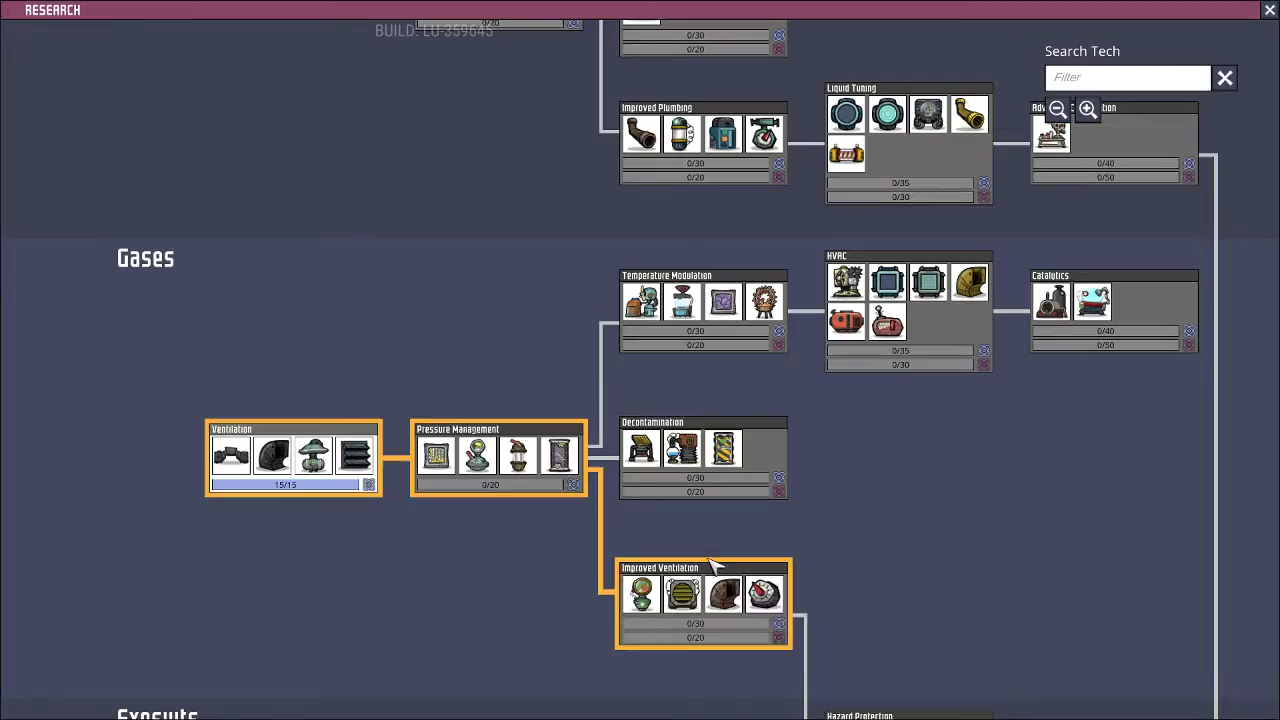 RESEARCH
BUILD: LU-359645
0/20
0/30
0/20
Search Tech
Filter
Improved Plumbing
0/30
0/20
Liquid Tuning
0/35
0/30
0/40
0/50
Gases
Temperature Modulation
0/30
0/20
HVAC
0/35
0/30
Catalytics
0/40
0/50
Ventilation
15/15
Pressure Management
0/20
Decontamination
0/30
0/20
Improved Ventilation
0/30
0/20
Exosuits
Hazard Protection